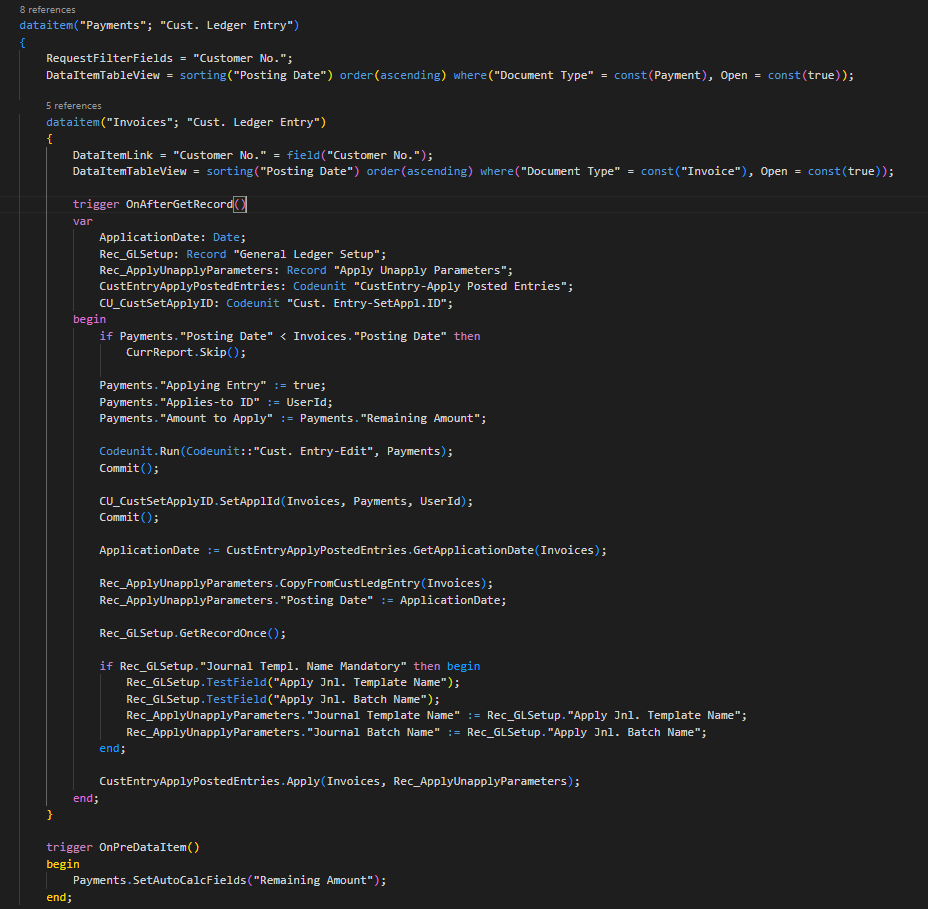 8 references
dataitem("Payments"; "Cust. Ledger Entry")
{
RequestFilterFields = "Customer No.";
DataItemTableView = sorting("Posting Date") order(ascending) where("Document Type" = const(Payment), Open = const(true));
5 references
dataitem("Invoices"; "Cust. Ledger Entry")
{
DataItemLink = "Customer No." = field("Customer No.");
DataItemTableView = sorting("Posting Date") order(ascending) where("Document Type" = const("Invoice"), Open = const(true));
trigger OnAfterGetRecord()
var
ApplicationDate: Date;
Rec_GLSetup: Record "General Ledger Setup";
Rec_ApplyUnapplyParameters: Record "Apply Unapply Parameters";
CustEntryApplyPostedEntries: Codeunit "CustEntry-Apply Posted Entries";
CU_CustSetApplyID: Codeunit "Cust. Entry-SetAppl.ID";
begin
if Payments."Posting Date" < Invoices."Posting Date" then
CurrReport.Skip();
Payments."Applying Entry" := true;
Payments."Applies-to ID" := UserId;
Payments."Amount to Apply" := Payments."Remaining Amount";
Codeunit.Run(Codeunit::"Cust. Entry-Edit", Payments);
Commit();
CU_CustSetApplyID.SetApplId(Invoices, Payments, UserId);
Commit();
ApplicationDate := CustEntryApplyPostedEntries.GetApplicationDate(Invoices);
Rec_ApplyUnapplyParameters.CopyFromCustLedgEntry(Invoices);
Rec_ApplyUnapplyParameters."Posting Date" := ApplicationDate;
Rec_GLSetup.GetRecordOnce();
if Rec_GLSetup."Journal Templ. Name Mandatory" then begin
Rec_GLSetup.TestField("Apply Jnl. Template Name");
Rec_GLSetup.TestField("Apply Jnl. Batch Name");
Rec_ApplyUnapplyParameters."Journal Template Name" := Rec_GLSetup."Apply Jnl. Template Name";
Rec_ApplyUnapplyParameters."Journal Batch Name" := Rec_GLSetup."Apply Jnl. Batch Name";
end;
CustEntryApplyPostedEntries.Apply(Invoices, Rec_ApplyUnapplyParameters);
end;
}
trigger OnPreDataItem()
begin
Payments.SetAutoCalcFields("Remaining Amount");
end;